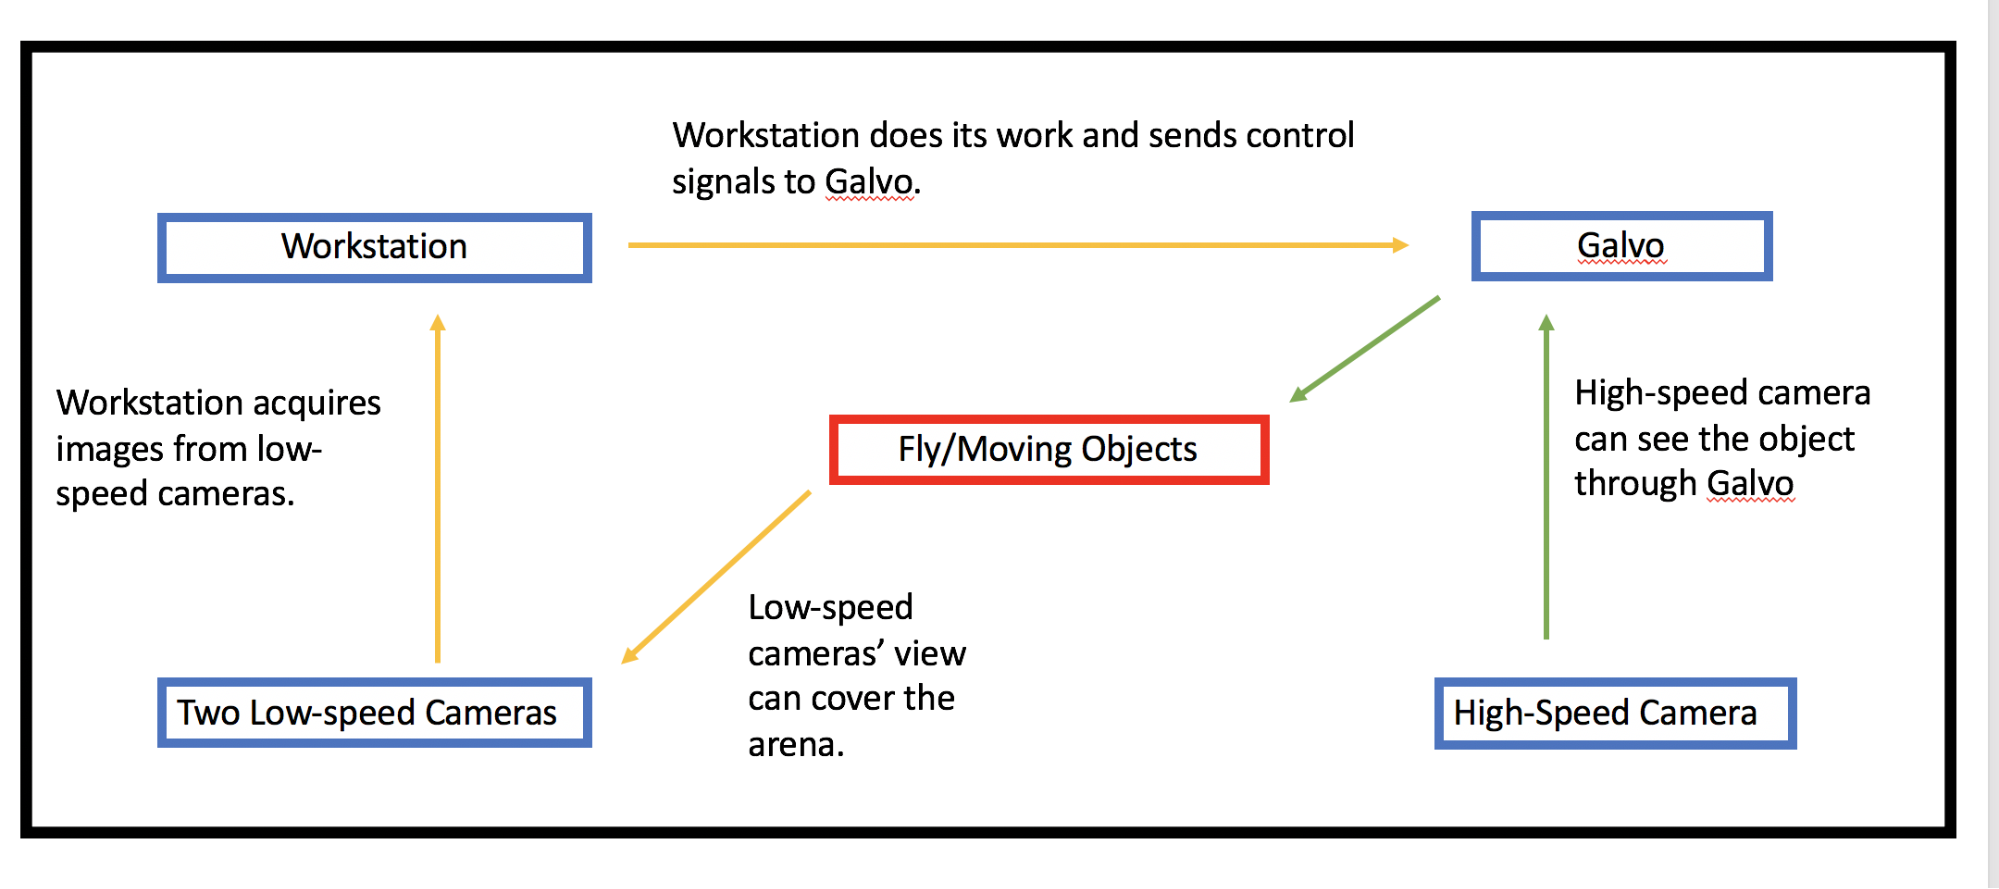 Workstation does its work and sends control
signals to Galvo.
Workstation
Galvo
Workstation acquires
images from low-
speed cameras.
Fly/Moving Objects
High-speed camera
can see the object
through Galvo
Low-speed
cameras’ view
can cover the
arena.
Two Low-speed Cameras
High-Speed Camera